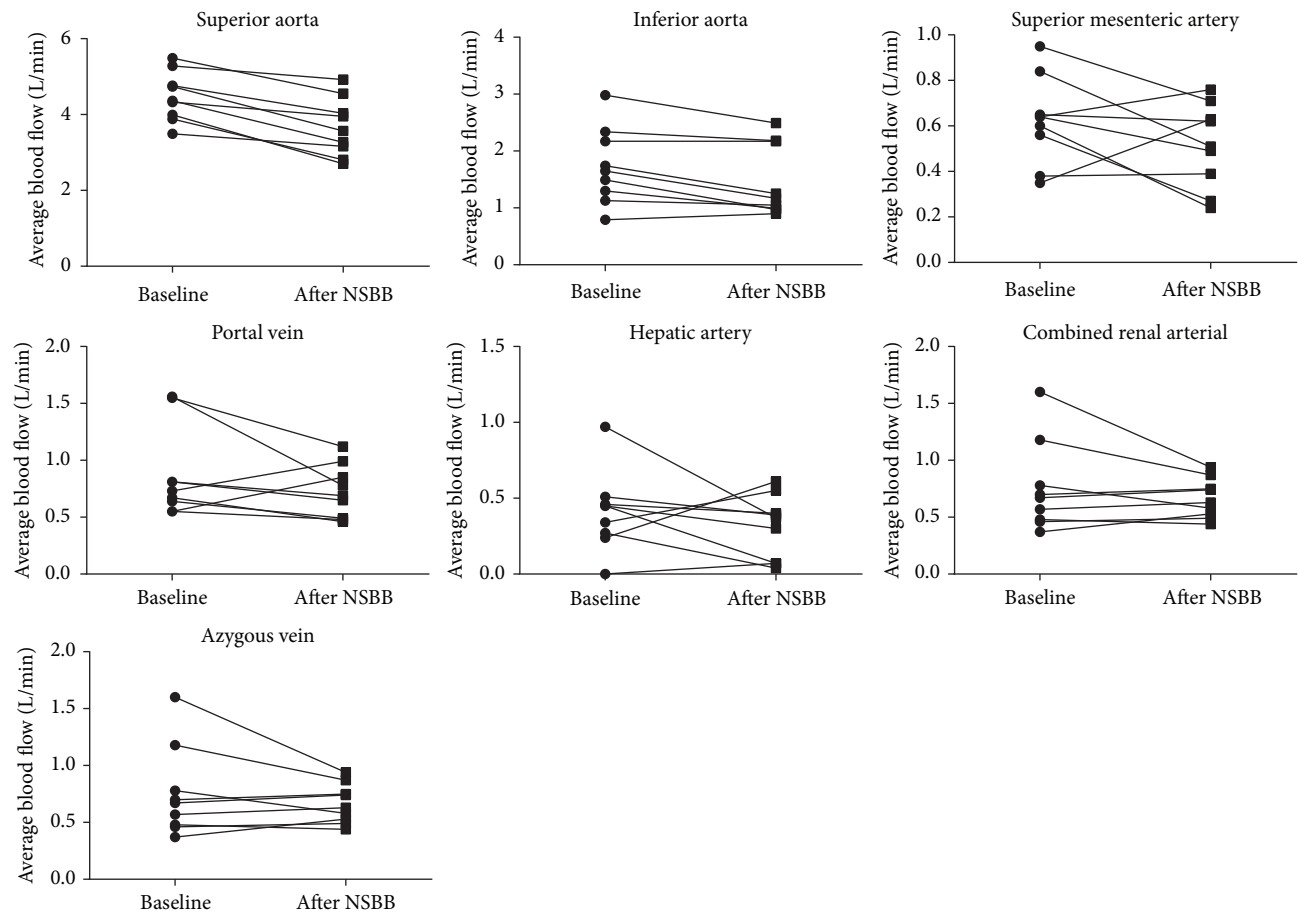 Superior aorta
Average blood flow (L/min)
6
4
2
0
Baseline
After NSBB
Inferior aorta
Average blood flow (L/min)
4
3
2
1
0
Baseline
After NSBB
Superior mesenteric artery
Average blood flow (L/min)
1.0
0.8
0.6
0.4
0.2
0.0
Baseline
After NSBB
Portal vein
Average blood flow (L/min)
2.0
1.5
1.0
0.5
0.0
Baseline
After NSBB
Hepatic artery
Average blood flow (L/min)
1.5
1.0
0.5
0.0
Baseline
After NSBB
Combined renal arterial
Average blood flow (L/min)
2.0
1.5
1.0
0.5
0.0
Baseline
After NSBB
Azygous vein
Average blood flow (L/min)
2.0
1.5
1.0
0.5
0.0
Baseline
After NSBB